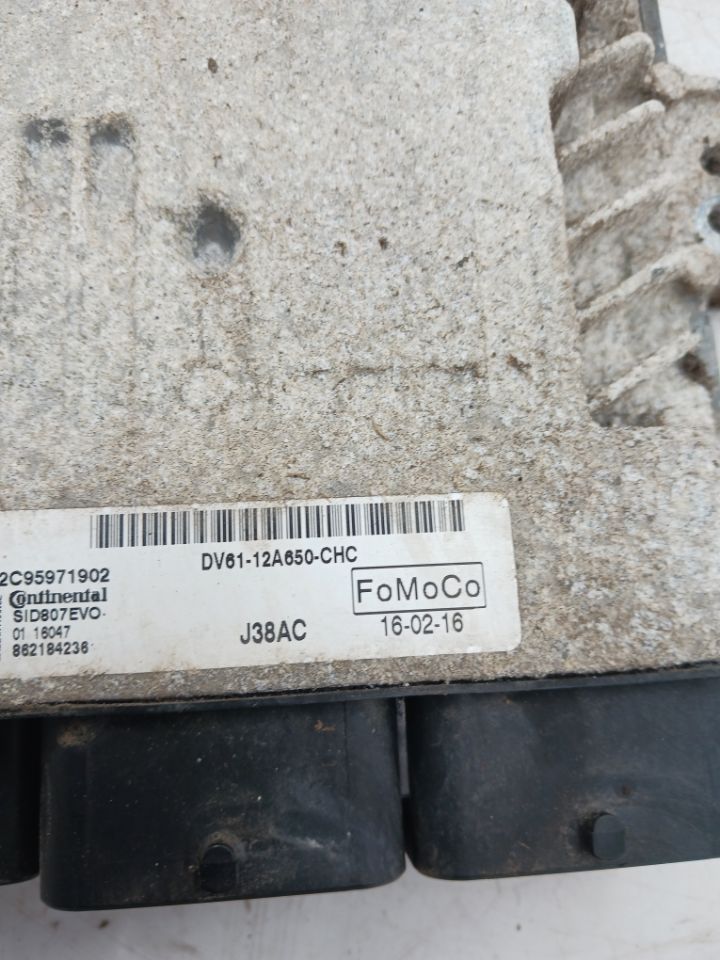 DV61-12A650-CHC
2C95971902
Continental
SID807EVO
01 16047
862184236
J38AC
FoMoCo
16-02-16